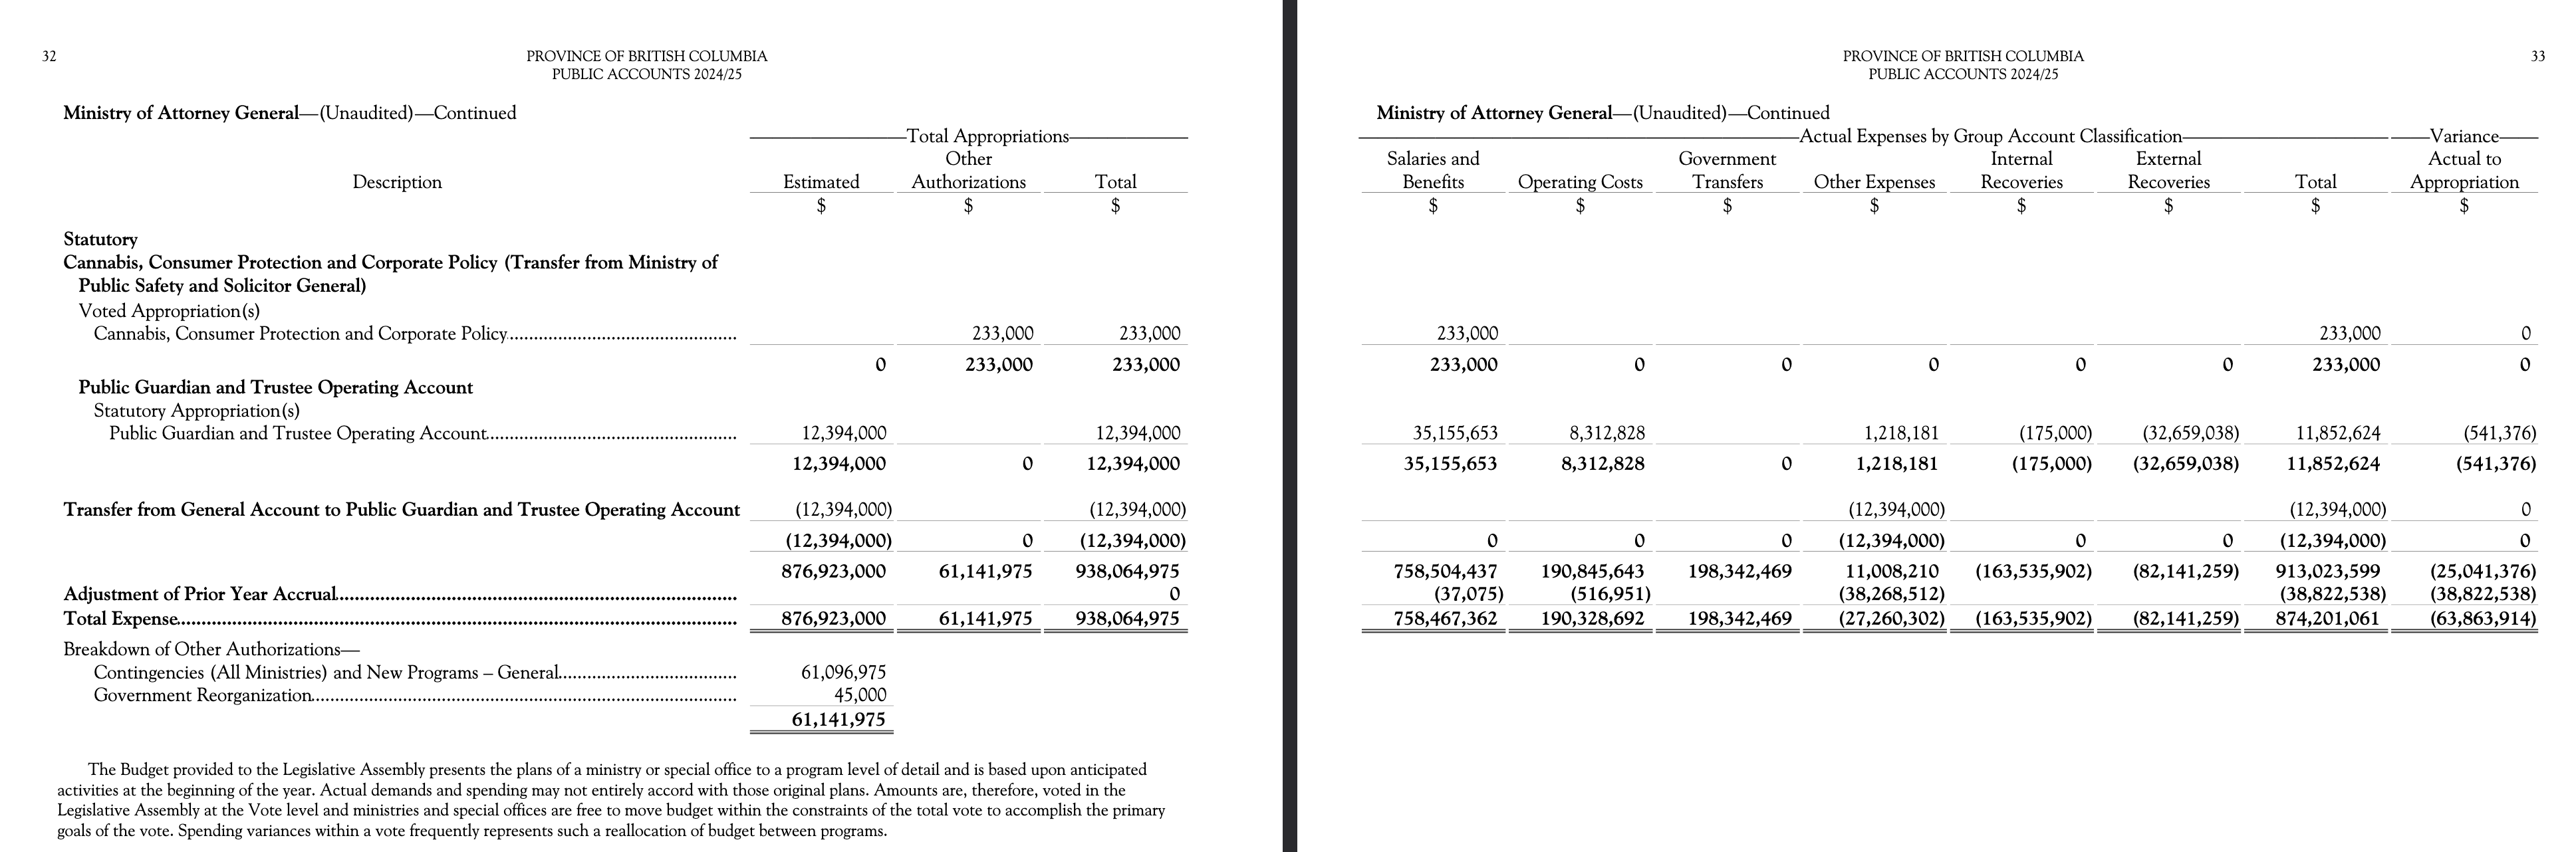 32
PROVINCE OF BRITISH COLUMBIA
PUBLIC ACCOUNTS 2024/25
Ministry of Attorney General—(Unaudited)—Continued
Total Appropriations
Other
Description Estimated Authorizations Total
$ $ $
Statutory
Cannabis, Consumer Protection and Corporate Policy (Transfer from Ministry of
Public Safety and Solicitor General)
Voted Appropriation(s)
Cannabis, Consumer Protection and Corporate Policy 233,000 233,000
0 233,000 233,000
Public Guardian and Trustee Operating Account
Statutory Appropriation(s)
Public Guardian and Trustee Operating Account 12,394,000 12,394,000
12,394,000 0 12,394,000
Transfer from General Account to Public Guardian and Trustee Operating Account (12,394,000) (12,394,000)
(12,394,000) 0 (12,394,000)
876,923,000 61,141,975 938,064,975
Adjustment of Prior Year Accrual 0
Total Expense 876,923,000 61,141,975 938,064,975
Breakdown of Other Authorizations—
Contingencies (All Ministries) and New Programs – General 61,096,975
Government Reorganization 45,000
61,141,975
The Budget provided to the Legislative Assembly presents the plans of a ministry or special office to a program level of detail and is based upon anticipated
activities at the beginning of the year. Actual demands and spending may not entirely accord with those original plans. Amounts are, therefore, voted in the
Legislative Assembly at the Vote level and ministries and special offices are free to move budget within the constraints of the total vote to accomplish the primary
goals of the vote. Spending variances within a vote frequently represents such a reallocation of budget between programs.
PROVINCE OF BRITISH COLUMBIA
33
PUBLIC ACCOUNTS 2024/25
Ministry of Attorney General—(Unaudited)—Continued
Actual Expenses by Group Account Classification Variance
Salaries and Government Internal External Actual to
Benefits Operating Costs Transfers Other Expenses Recoveries Recoveries Total Appropriation
$ $ $ $ $ $ $ $
233,000 233,000 0
233,000 0 0 0 0 0 233,000 0
35,155,653 8,312,828 1,218,181 (175,000) (32,659,038) 11,852,624 (541,376)
35,155,653 8,312,828 0 1,218,181 (175,000) (32,659,038) 11,852,624 (541,376)
(12,394,000) (12,394,000) 0
0 0 0 (12,394,000) 0 0 (12,394,000) 0
758,504,437 190,845,643 198,342,469 11,008,210 (163,535,902) (82,141,259) 913,023,599 (25,041,376)
(37,075) (516,951) (38,268,512) (38,822,538) (38,822,538)
758,467,362 190,328,692 198,342,469 (27,260,302) (163,535,902) (82,141,259) 874,201,061 (63,863,914)